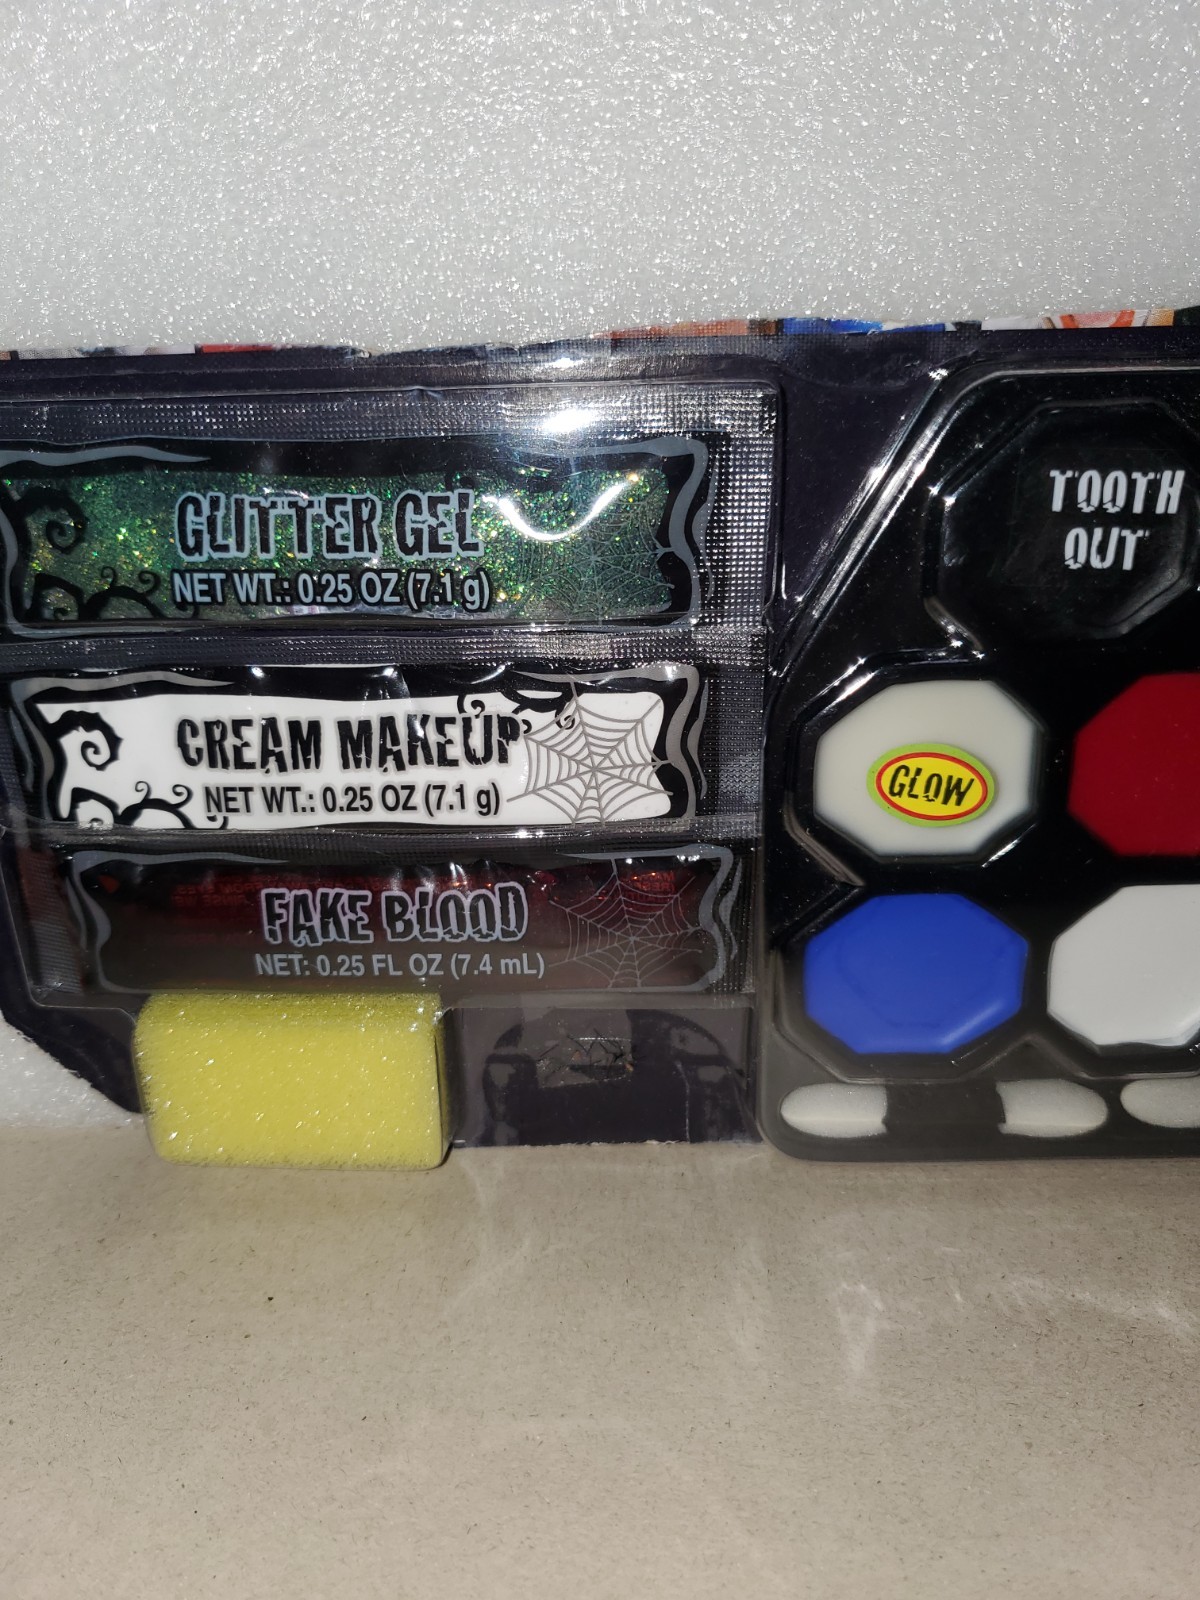 GLITTER GEL
NET WT.: 0.25 OZ (7.1 g)
CREAM MAKEUP
NET WT.: 0.25 OZ (7.1 g)
FAKE BLOOD
NET: 0.25 FL OZ (7.4 mL)
TOOTH
OUT
GLOW